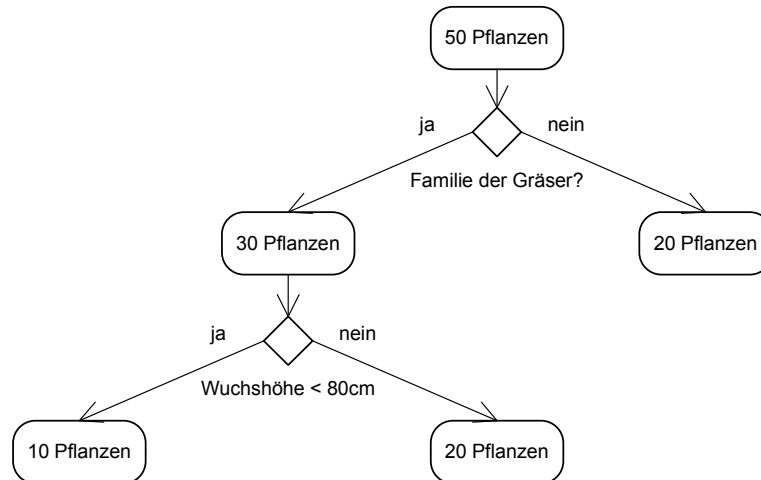 50 Pflanzen
ja
nein
Familie der Gräser?
30 Pflanzen
20 Pflanzen
ja
nein
Wuchshöhe < 80cm
10 Pflanzen
20 Pflanzen